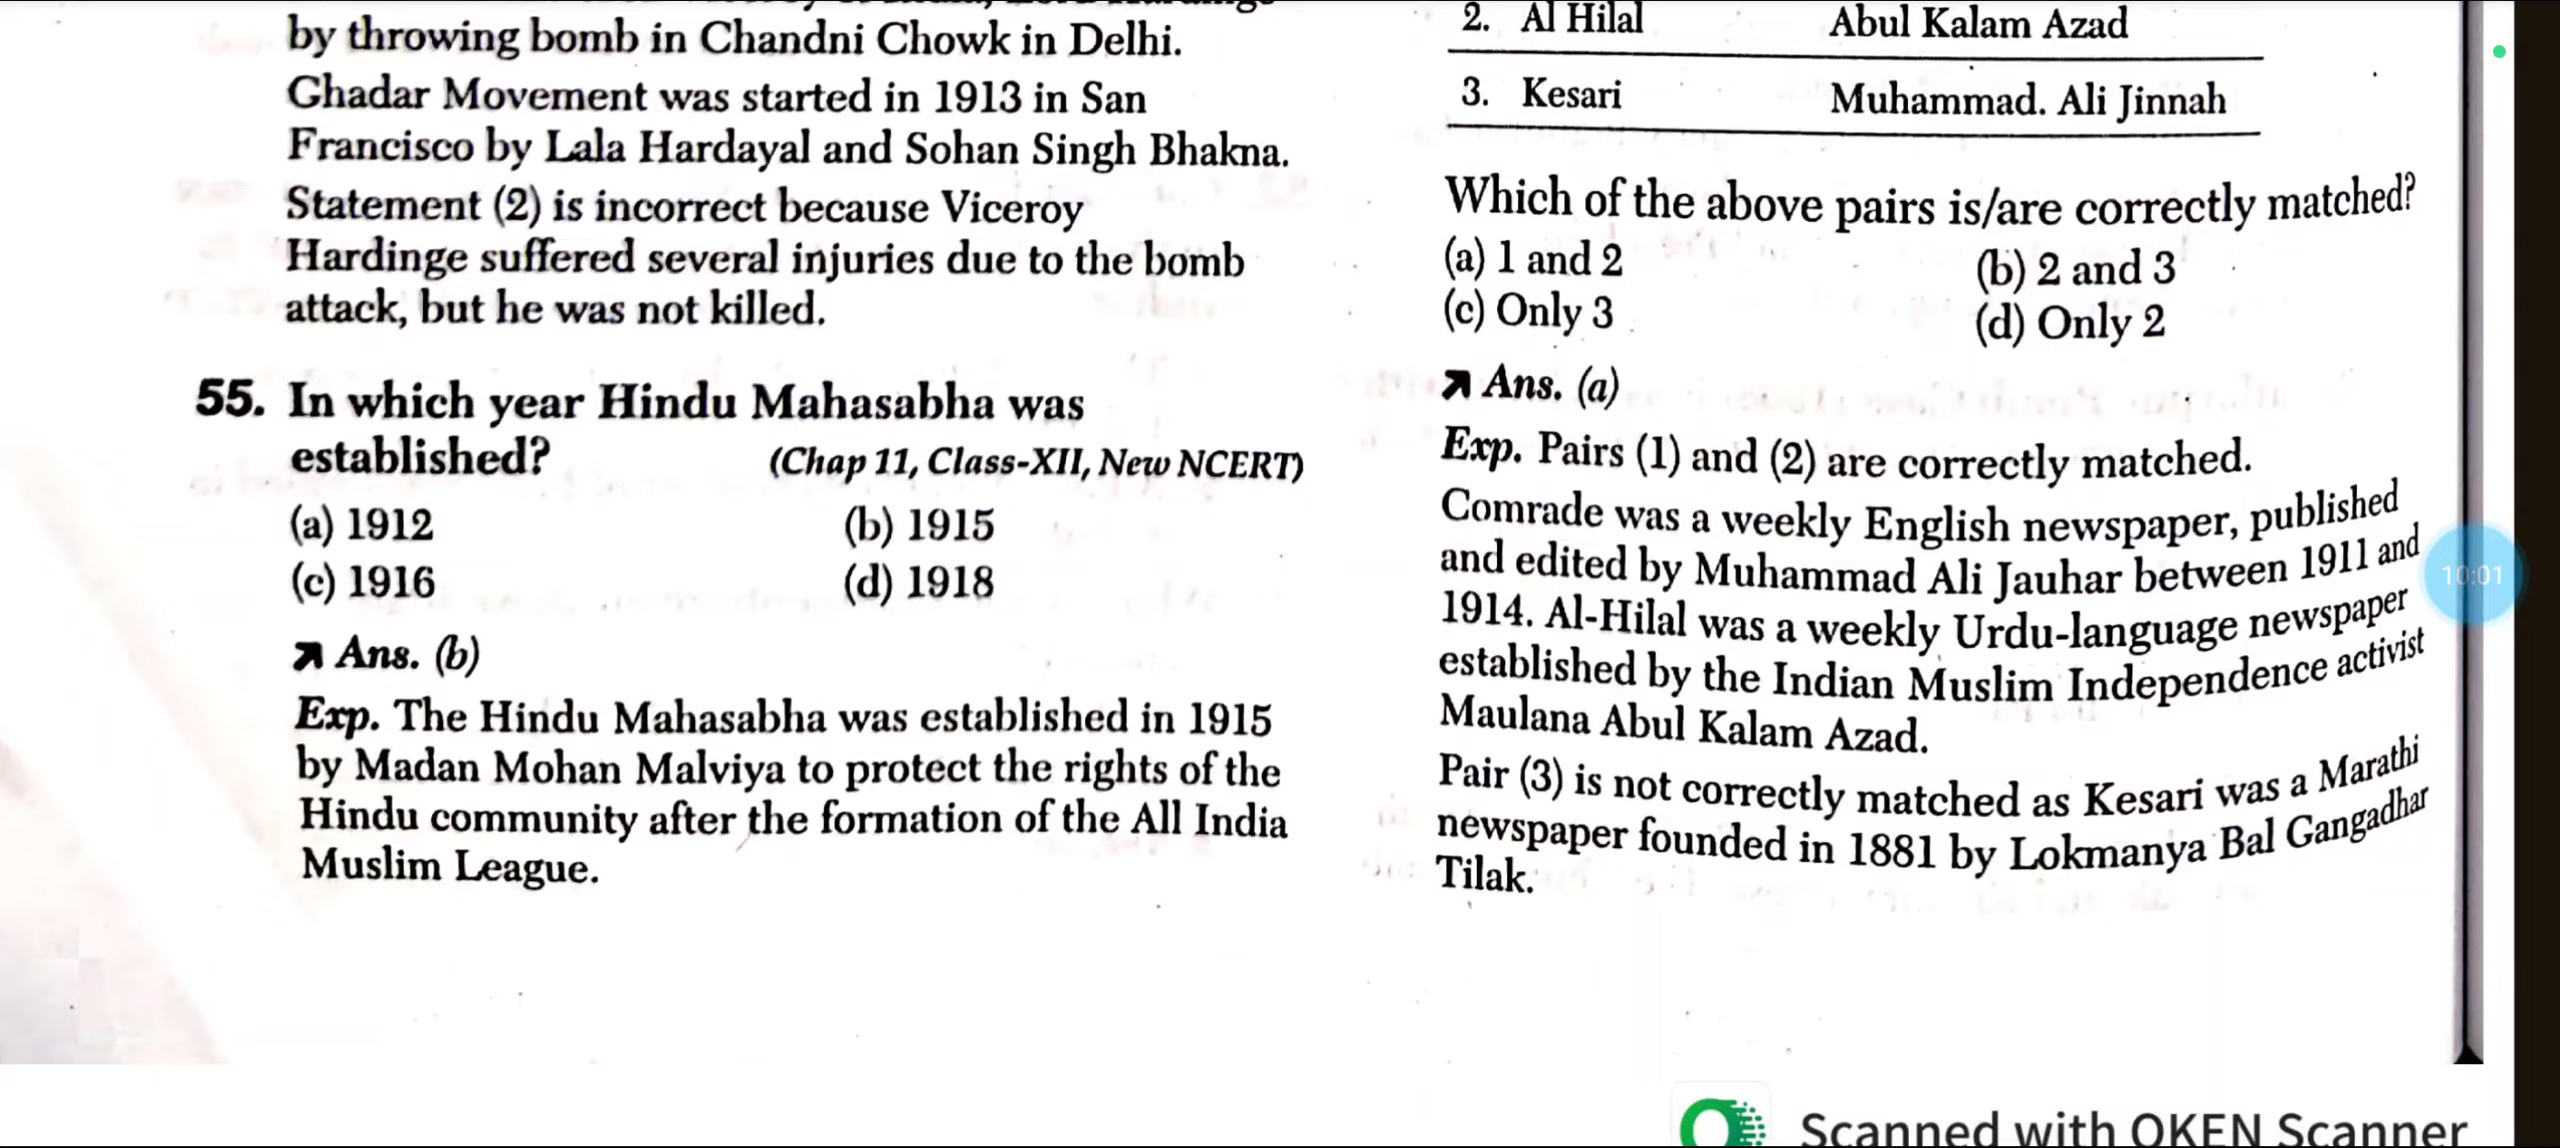 by throwing bomb in Chandni Chowk in Delhi.
Ghadar Movement was started in 1913 in San
Francisco by Lala Hardayal and Sohan Singh Bhakna.
Statement (2) is incorrect because Viceroy
Hardinge suffered several injuries due to the bomb
attack, but he was not killed.
55. In which year Hindu Mahasabha was
established? (Chap 11, Class-XII, New NCERT)
(a) 1912 (b) 1915
(c) 1916 (d) 1918
Ans. (b)
Exp. The Hindu Mahasabha was established in 1915
by Madan Mohan Malviya to protect the rights of the
Hindu community after the formation of the All India
Muslim League.
2. Al Hilal Abul Kalam Azad
3. Kesari Muhammad. Ali Jinnah
Which of the above pairs is/are correctly matched?
(a) 1 and 2 (b) 2 and 3
(c) Only 3 (d) Only 2
Ans. (a)
Exp. Pairs (1) and (2) are correctly matched.
Comrade was a weekly English newspaper, published
and edited by Muhammad Ali Jauhar between 1911 and
1914. Al-Hilal was a weekly Urdu-language newspaper
established by the Indian Muslim Independence activist
Maulana Abul Kalam Azad.
Pair (3) is not correctly matched as Kesari was a Marathi
newspaper founded in 1881 by Lokmanya Bal Gangadhar
Tilak.
10:01
Scanned with OKEN Scanner